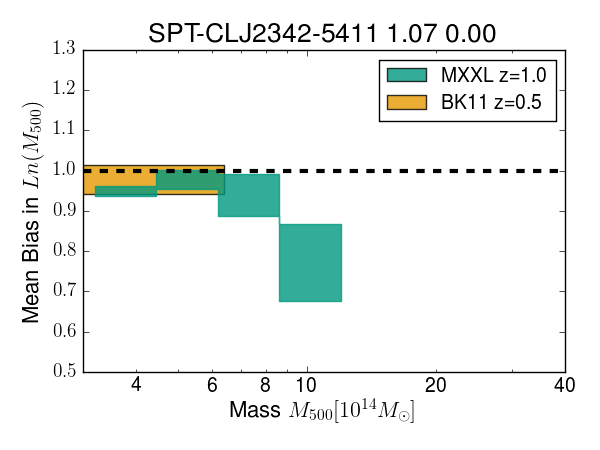 SPT-CLJ2342-5411 1.07 0.00
MXXL z=1.0
BK11 z=0.5
1.3
1.2
1.1
1.0
0.9
0.8
0.7
0.6
0.5
Mean Bias in Ln(M₅₀₀)
4 6 8 10 20 40
Mass M₅₀₀[10¹⁴M⊙]